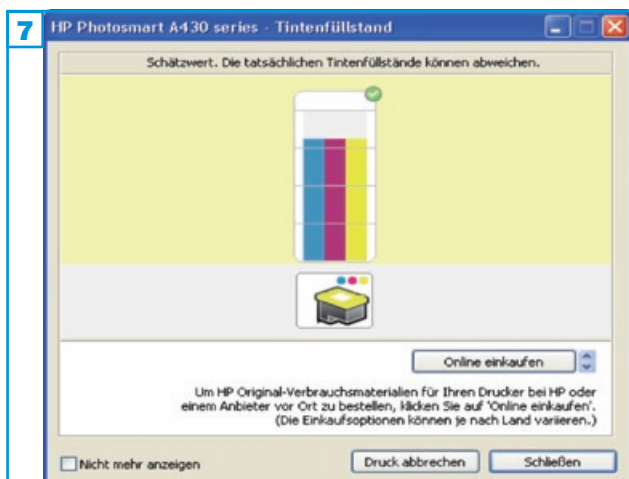 7
HP Photosmart A430 series - Tintenfüllstand
Schätzwert. Die tatsächlichen Tintenfüllstände können abweichen.
Online einkaufen
Um HP Original-Verbrauchsmaterialien für Ihren Drucker bei HP oder
einem Anbieter vor Ort zu bestellen, klicken Sie auf 'Online einkaufen'.
(Die Einkaufsoptionen können je nach Land variieren.)
Nicht mehr anzeigen
Druck abbrechen
Schließen